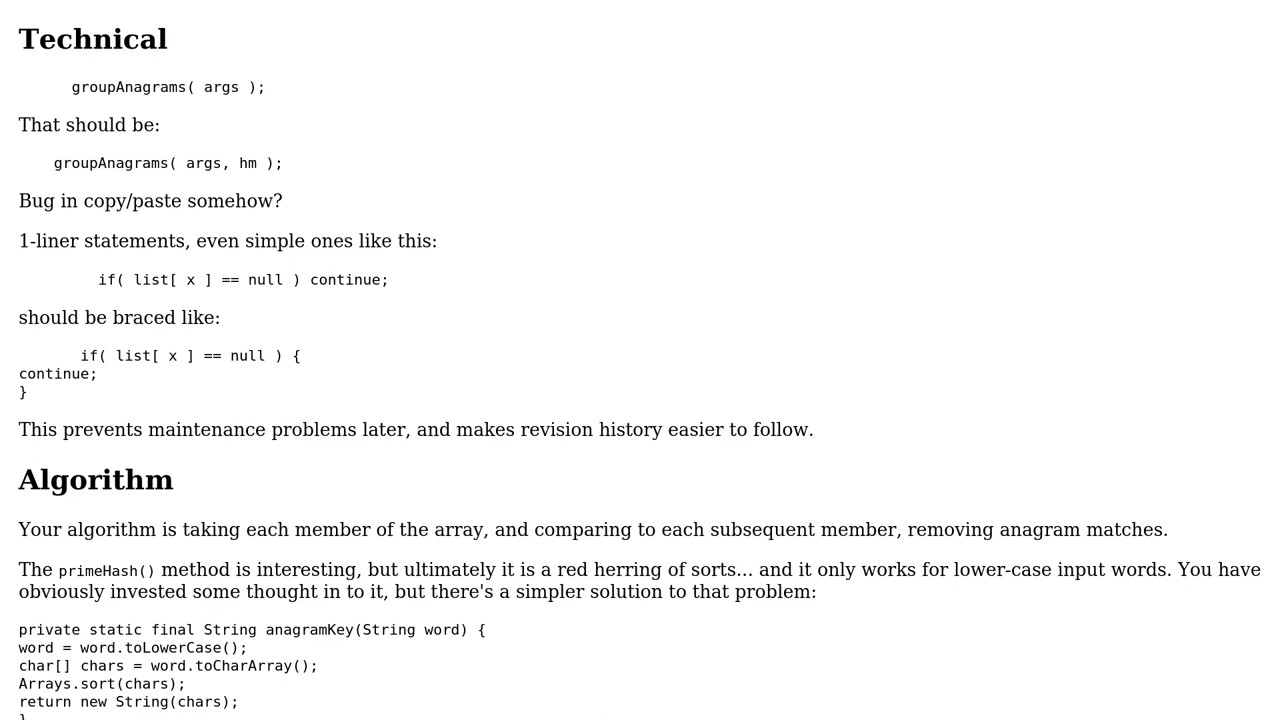 Technical
groupAnagrams( args );
That should be:
groupAnagrams( args, hm );
Bug in copy/paste somehow?
1-liner statements, even simple ones like this:
if( list[ x ] == null ) continue;
should be braced like:
if( list[ x ] == null ) {
continue;
}
This prevents maintenance problems later, and makes revision history easier to follow.
Algorithm
Your algorithm is taking each member of the array, and comparing to each subsequent member, removing anagram matches.
The primeHash() method is interesting, but ultimately it is a red herring of sorts... and it only works for lower-case input words. You have
obviously invested some thought in to it, but there's a simpler solution to that problem:
private static final String anagramKey(String word) {
word = word.toLowerCase();
char[] chars = word.toCharArray();
Arrays.sort(chars);
return new String(chars);
}